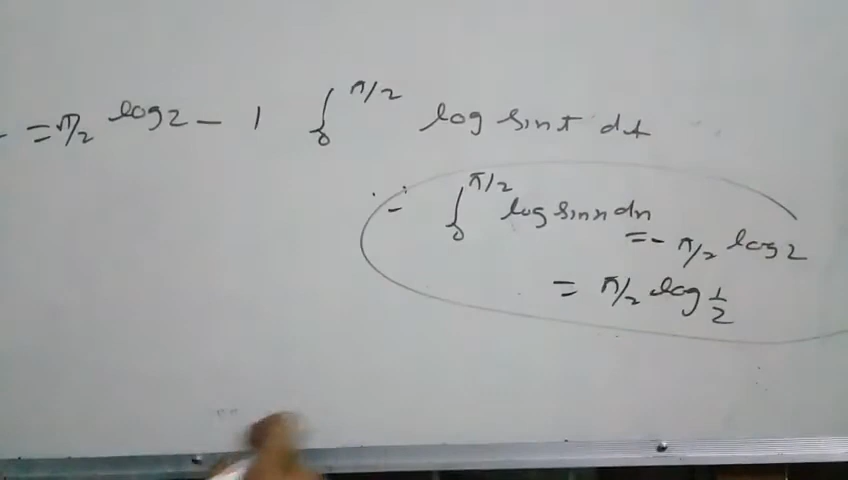 - = π/2 log 2 - 1 ∫₀^π/2 log sin t dt
∵ ∫₀^π/2 log sin x dx
= - π/2 log 2
= π/2 log 1/2